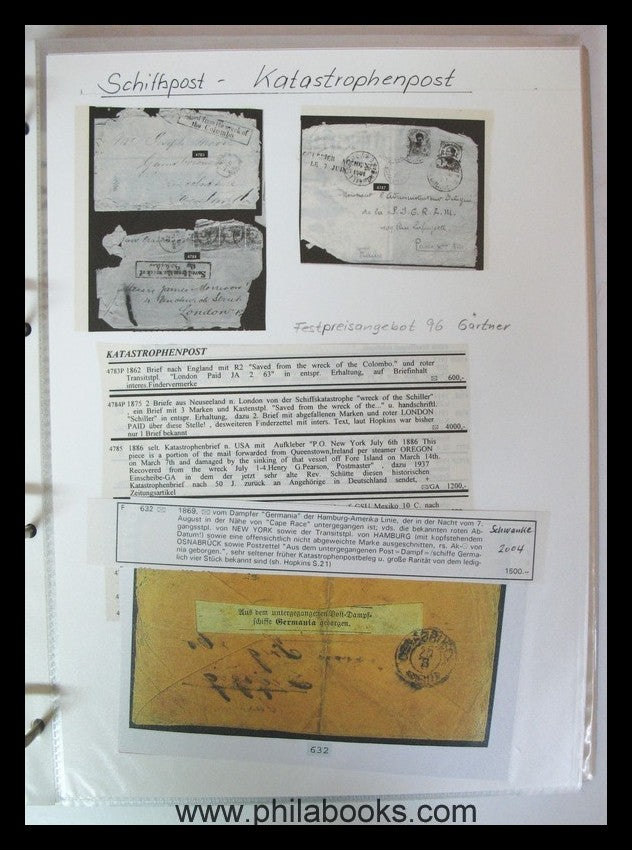 Schiffspost - Katastrophenpost
the Colombo.
4783
4787
4784
London
Festpreisangebot 96 Gärtner
KATASTROPHENPOST
4783P 1862 Brief nach England mit R2 "Saved from the wreck of the Colombo." und roter
Transitstpl. "London Paid JA 2 63" in entspr. Erhaltung, auf Briefinhalt
interes.Findervermerke 600,-
4784P 1875 2 Briefe aus Neuseeland n. London von der Schiffskatastrophe "wreck of the Schiller"
, ein Brief mit 3 Marken und Kastenstpl. "Saved from the wreck of the..." u. handschriftl.
"Schiller" in entspr. Erhaltung, dazu 2. Brief mit abgefallenen Marken und roter LONDON
PAID über diese Stelle! , desweiteren Finderzettel mit inters. Text, laut Hopkins war bisher
nur 1 Brief bekannt 4000,-
4785 1886 selt. Katastrophenbrief n. USA mit Aufkleber "P.O. New York July 6th 1886 This
piece is a portion of the mail forwarded from Queenstown,Ireland per steamer OREGON
on March 7th and damaged by the sinking of that vessel off Fore Island on March 14th.
Recovered from the wreck July 1-4.Henry G.Pearson, Postmaster" , dazu 1937
Einschreibe-GA in dem der jetzt sehr alte Rev. Schütte diesen historischen
Katastrophenbrief nach 50 J. zurück an Angehörige in Deutschland sendet, +
Zeitungsartikel /GA 1200,-
Mexiko 10 C. nach
632 1869, vom Dampfer "Germania" der Hamburg-Amerika Linie, der in der Nacht vom 7.
August in der Nähe von "Cape Race" untergegangen ist; vds. die bekannten roten Ab-
gangsstp. von NEW YORK sowie der Transitstp. von HAMBURG (mit kopfstehendem
Datum!) sowie eine offensichtlich nicht abgeweichte Marke ausgeschnitten, rs. Ak-O von
OSNABRÜCK sowie Postzettel "Aus dem untergegangenen Post=Dampf=/schiffe Germa-
nia geborgen.", sehr seltener früher Katastrophenpostbeleg u. große Rarität von dem ledig-
lich vier Stück bekannt sind (sh. Hopkins S.21) 1500.-
Schwanke
2004
Aus dem untergegangenen Post-Dampf-
schiffe Germania geborgen.
632
www.philabooks.com